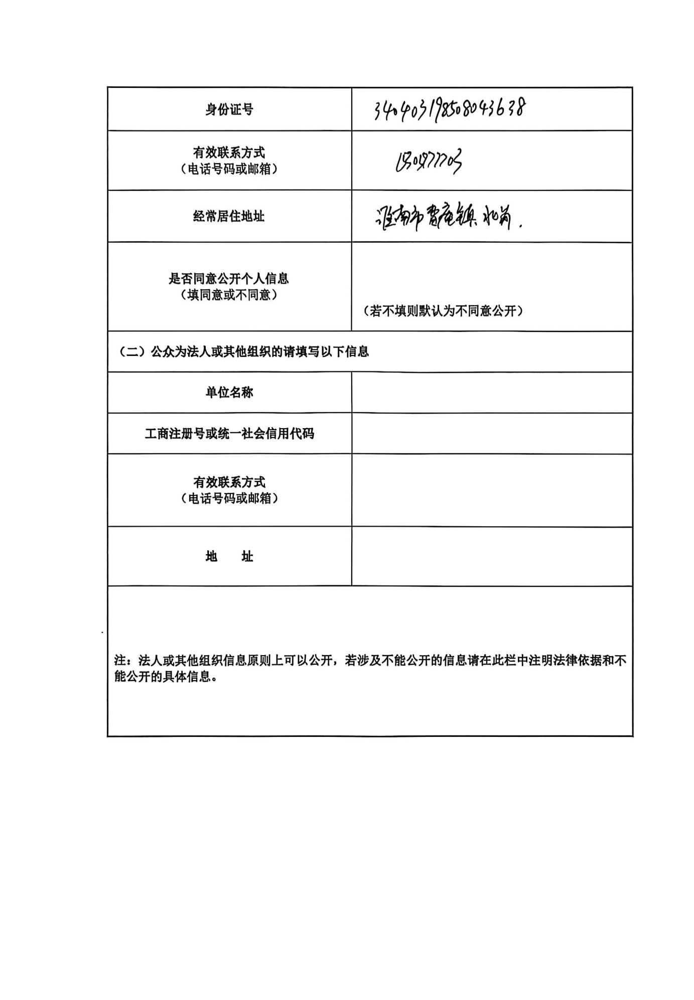 身份证号 340403198508043638
有效联系方式
（电话号码或邮箱）
经常居住地址 淮南市曹庵镇
是否同意公开个人信息
（填同意或不同意）
（若不填则默认为不同意公开）
（二）公众为法人或其他组织的请填写以下信息
单位名称
工商注册号或统一社会信用代码
有效联系方式
（电话号码或邮箱）
地 址
注：法人或其他组织信息原则上可以公开，若涉及不能公开的信息请在此栏中注明法律依据和不
能公开的具体信息。